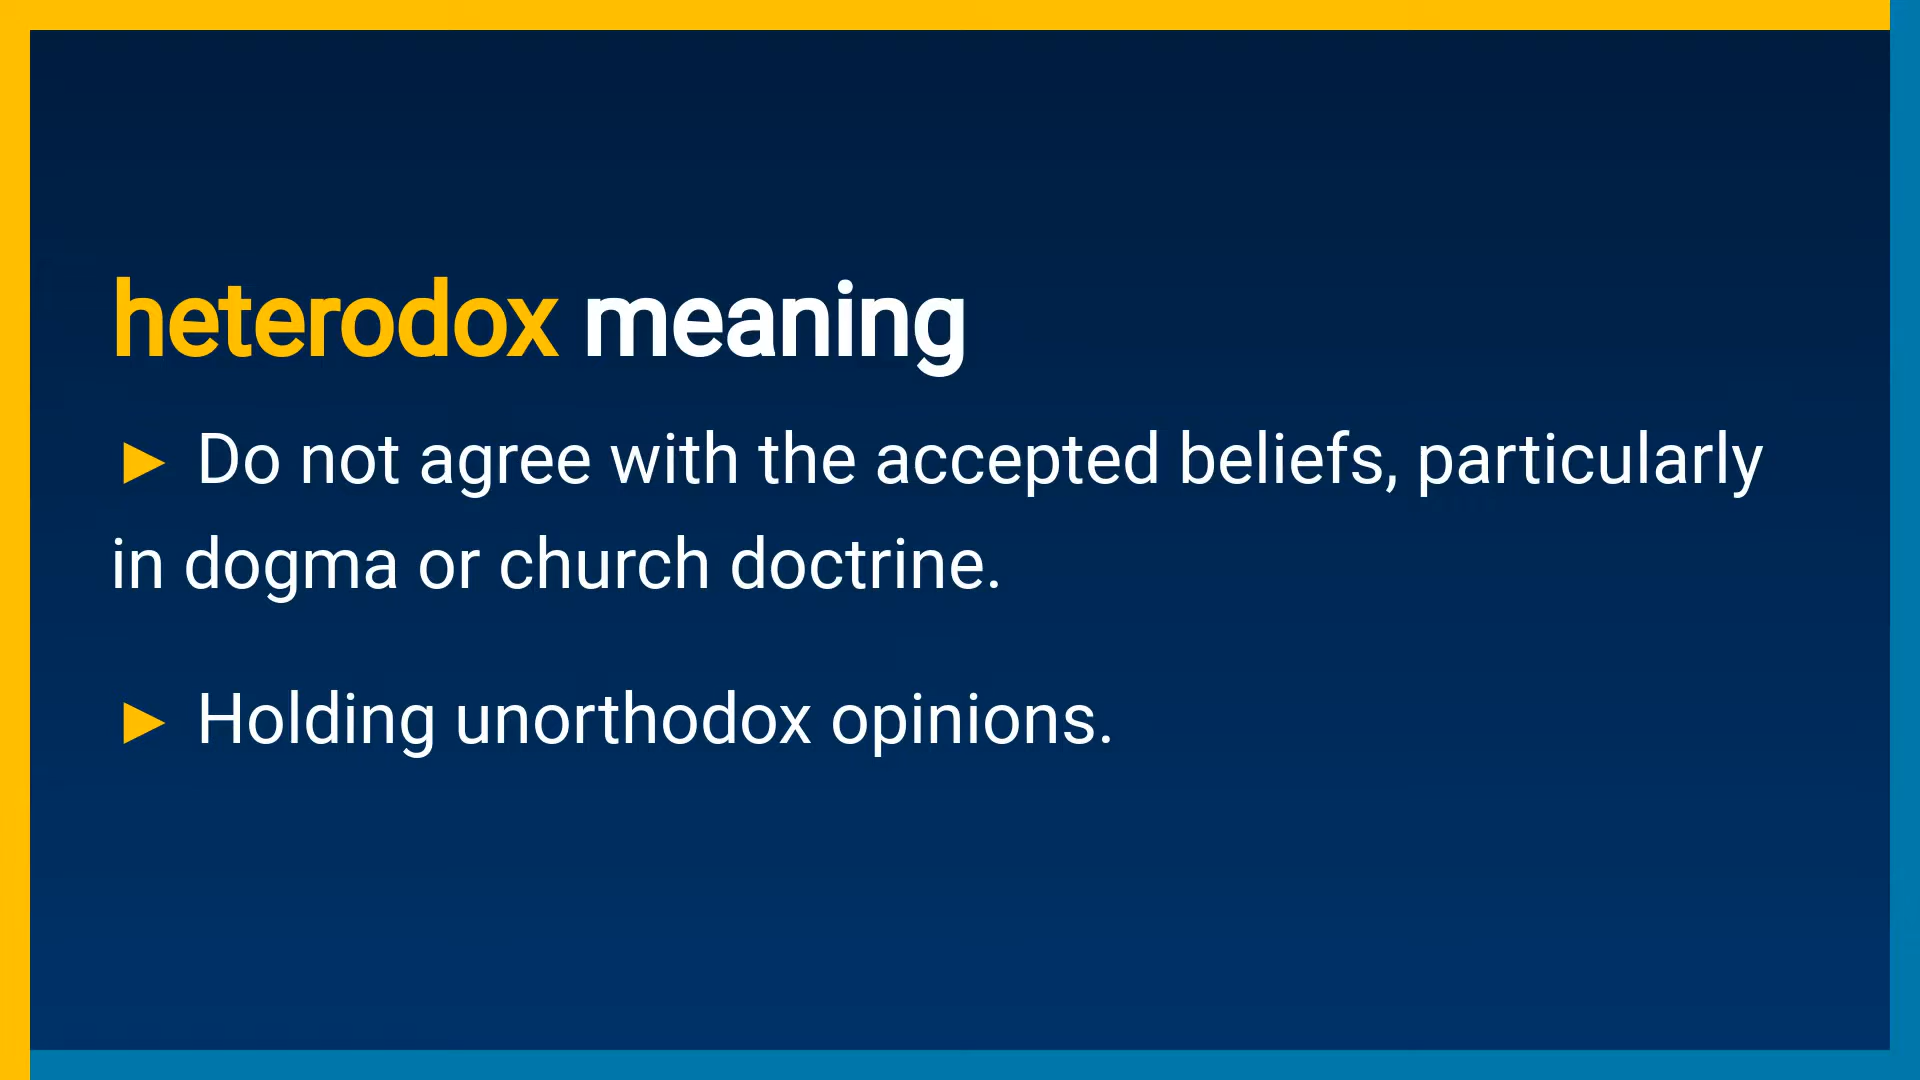 heterodox meaning
► Do not agree with the accepted beliefs, particularly
in dogma or church doctrine.
► Holding unorthodox opinions.